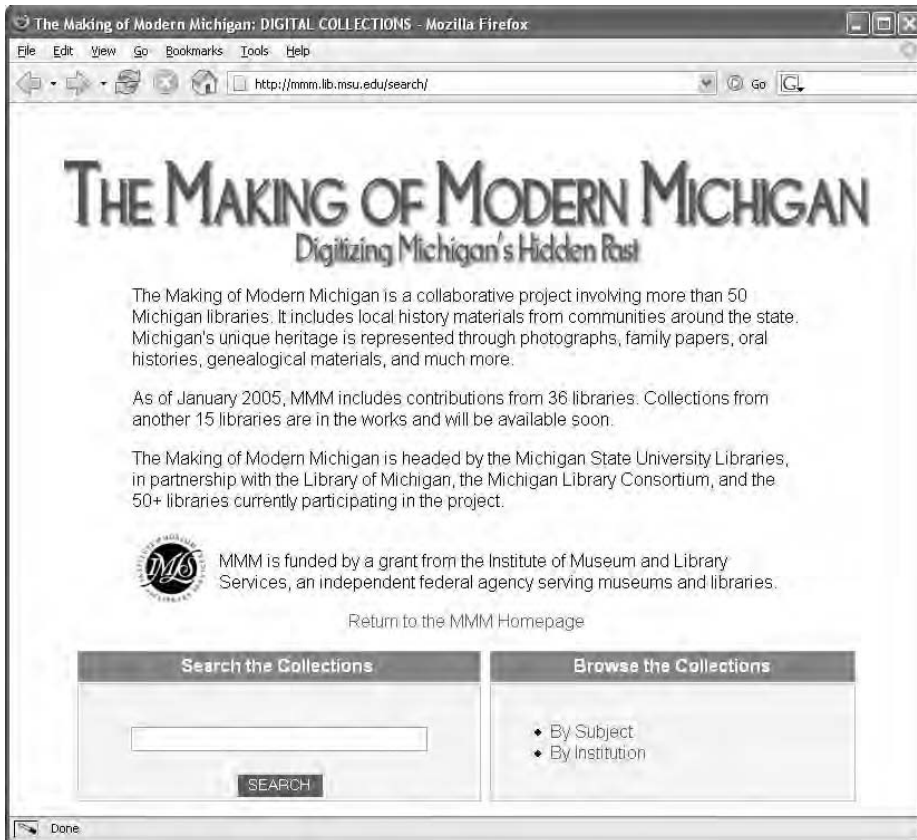 The Making of Modern Michigan: DIGITAL COLLECTIONS - Mozilla Firefox
File Edit View Go Bookmarks Tools Help
http://mmm.lib.msu.edu/search/
Go
G
THE MAKING OF MODERN MICHIGAN
Digitizing Michigan's Hidden Past
The Making of Modern Michigan is a collaborative project involving more than 50
Michigan libraries. It includes local history materials from communities around the state.
Michigan's unique heritage is represented through photographs, family papers, oral
histories, genealogical materials, and much more.
As of January 2005, MMM includes contributions from 36 libraries. Collections from
another 15 libraries are in the works and will be available soon.
The Making of Modern Michigan is headed by the Michigan State University Libraries,
in partnership with the Library of Michigan, the Michigan Library Consortium, and the
50+ libraries currently participating in the project.
MMM is funded by a grant from the Institute of Museum and Library
Services, an independent federal agency serving museums and libraries.
Return to the MMM Homepage
Search the Collections
Browse the Collections
By Subject
By Institution
SEARCH
Done